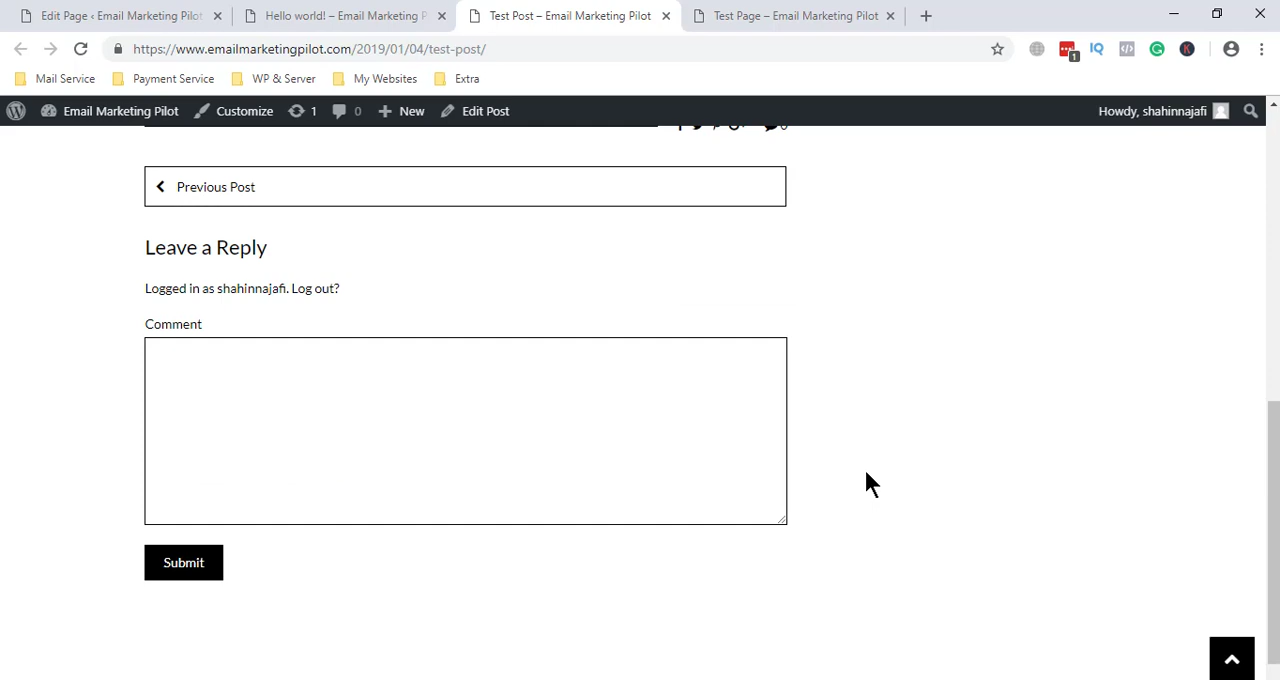 Edit Page ‹ Email Marketing Pilot
Hello world! – Email Marketing P
Test Post – Email Marketing Pilot
Test Page – Email Marketing Pilot
https://www.emailmarketingpilot.com/2019/01/04/test-post/
1
IQ
K
Mail Service
Payment Service
WP & Server
My Websites
Extra
Email Marketing Pilot
Customize
1
0
New
Edit Post
Howdy, shahinnajafi
Previous Post
Leave a Reply
Logged in as shahinnajafi. Log out?
Comment
Submit